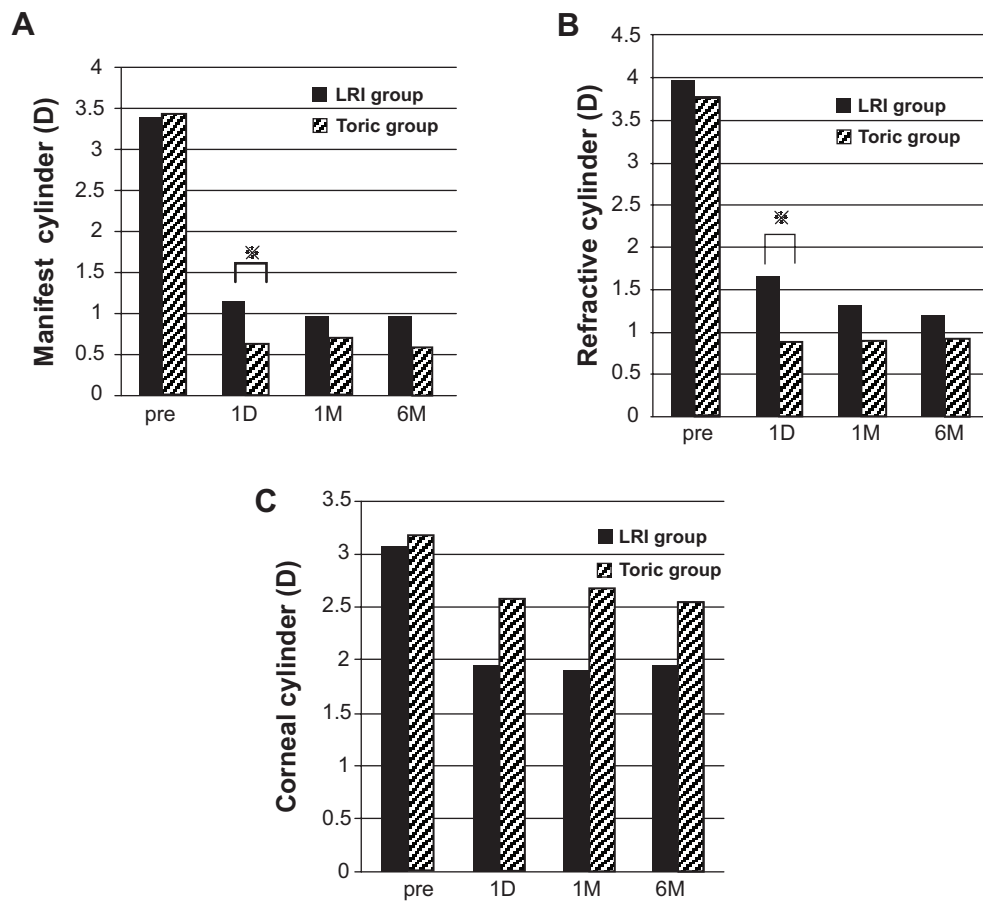 A
Manifest cylinder (D)
4
3.5
3
2.5
2
1.5
1
0.5
0
LRI group
Toric group
※
pre 1D 1M 6M
B
Refractive cylinder (D)
4.5
4
3.5
3
2.5
2
1.5
1
0.5
0
LRI group
Toric group
※
pre 1D 1M 6M
C
Corneal cylinder (D)
3.5
3
2.5
2
1.5
1
0.5
0
LRI group
Toric group
pre 1D 1M 6M